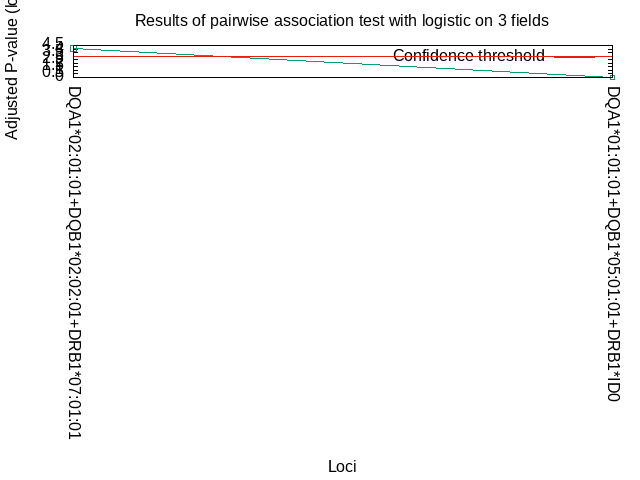 Results of pairwise association test with logistic on 3 fields
Adjusted P-value (lo
4.5
0
Confidence threshold
DQA1*02:01:01+DQB1*02:02:01+DRB1*07:01:01
DQA1*01:01:01+DQB1*05:01:01+DRB1*ID0
Loci